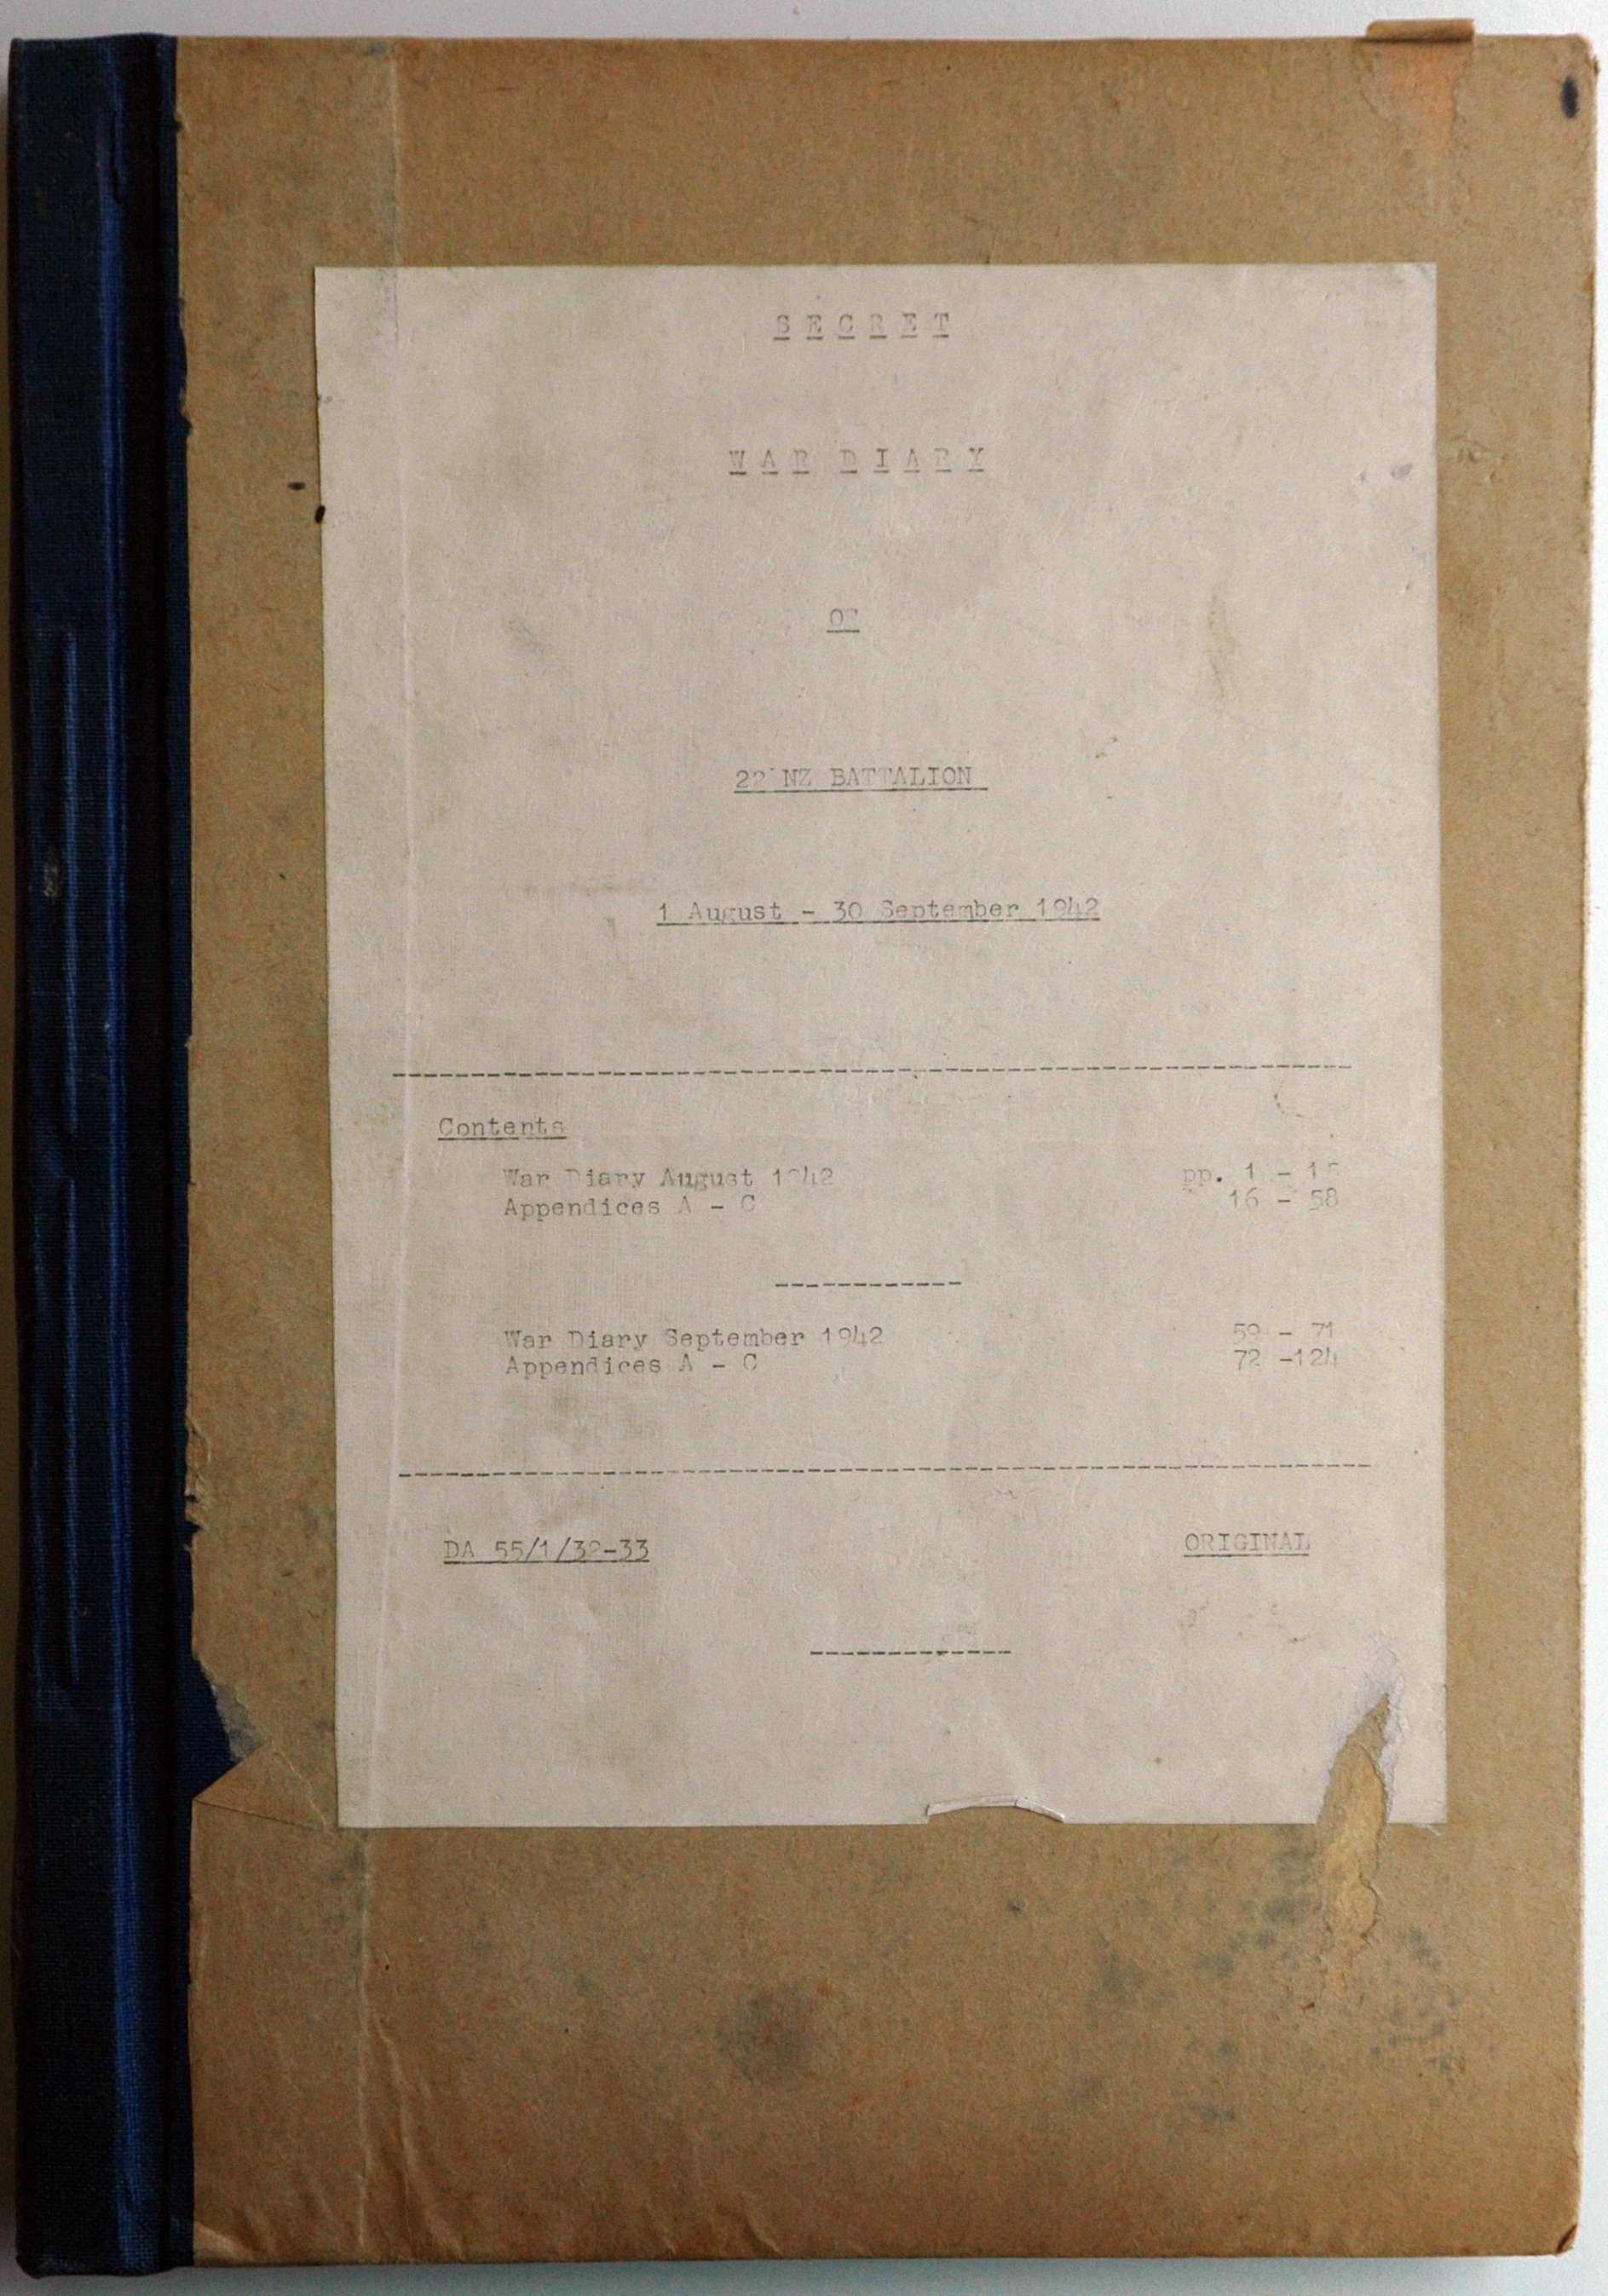 SECRET
WAR DIARY
OF
22 NZ BATTALION
1 August - 30 September 1942
Contents
War Diary August 1942 pp. 1 - 15
Appendices A - C 16 - 58
War Diary September 1942 59 - 71
Appendices A - C 72 -124
DA 55/1/32-33 ORIGINAL